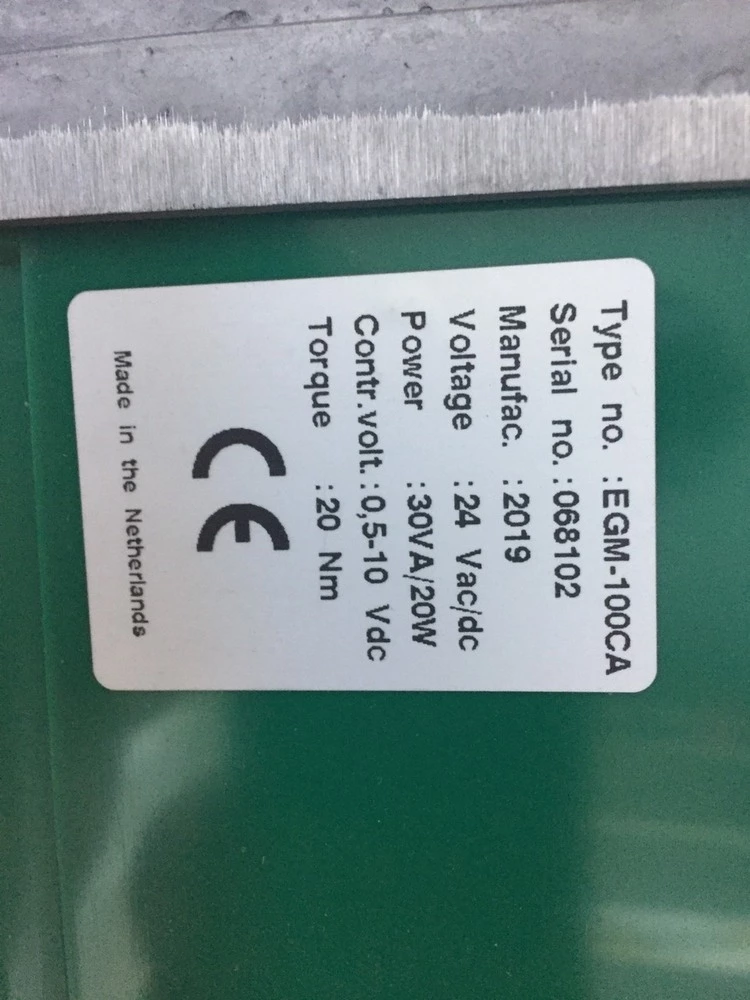 Type no. :EGM-100CA
Serial no.:068102
Manufac. :2019
Voltage :24 Vac/dc
Power :30VA/20W
Contr.volt.:0,5-10 Vdc
Torque :20 Nm
CE
Made in the Netherlands